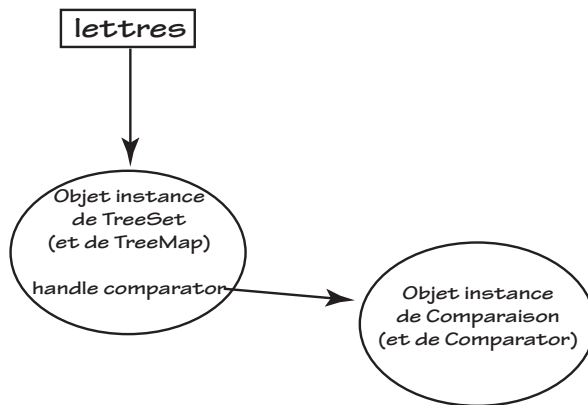 lettres
Objet instance
de TreeSet
(et de TreeMap)
handle comparator
Objet instance
de Comparaison
(et de Comparator)